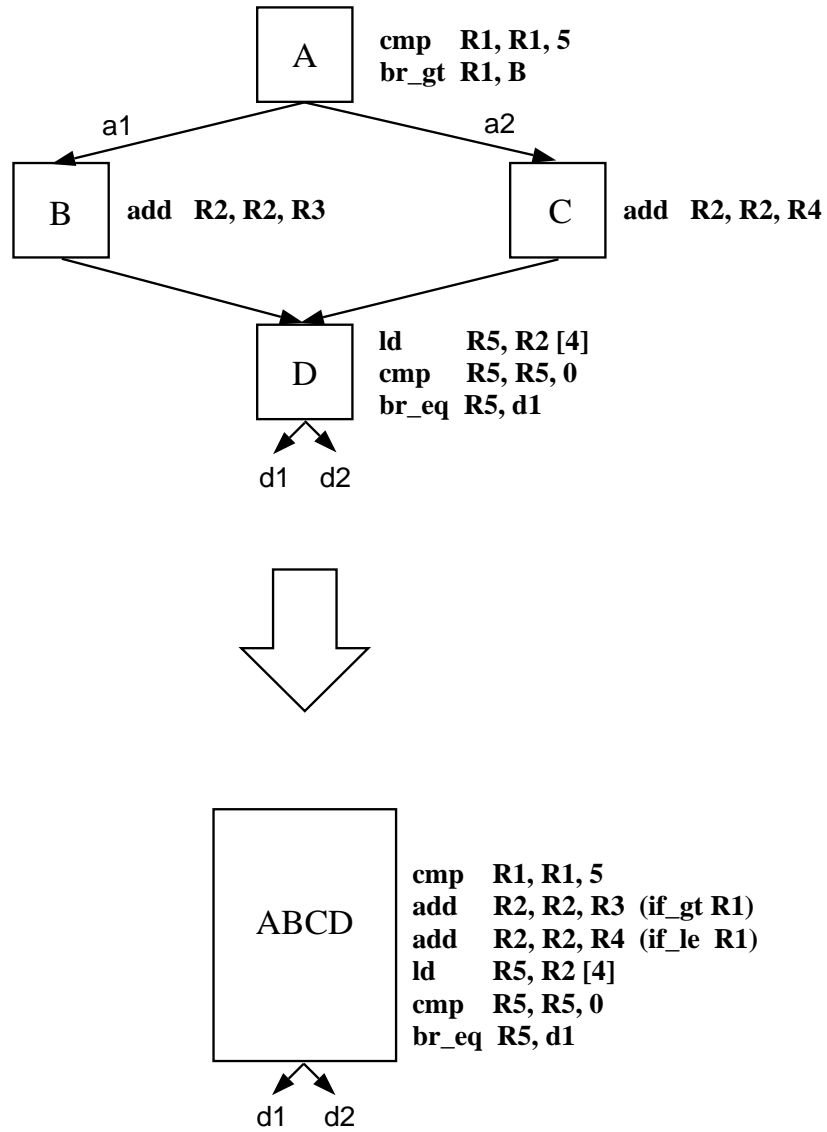 A
cmp R1, R1, 5
br_gt R1, B
a1
a2
B
add R2, R2, R3
C
add R2, R2, R4
D
ld R5, R2 [4]
cmp R5, R5, 0
br_eq R5, d1
d1 d2
ABCD
cmp R1, R1, 5
add R2, R2, R3 (if_gt R1)
add R2, R2, R4 (if_le R1)
ld R5, R2 [4]
cmp R5, R5, 0
br_eq R5, d1
d1 d2